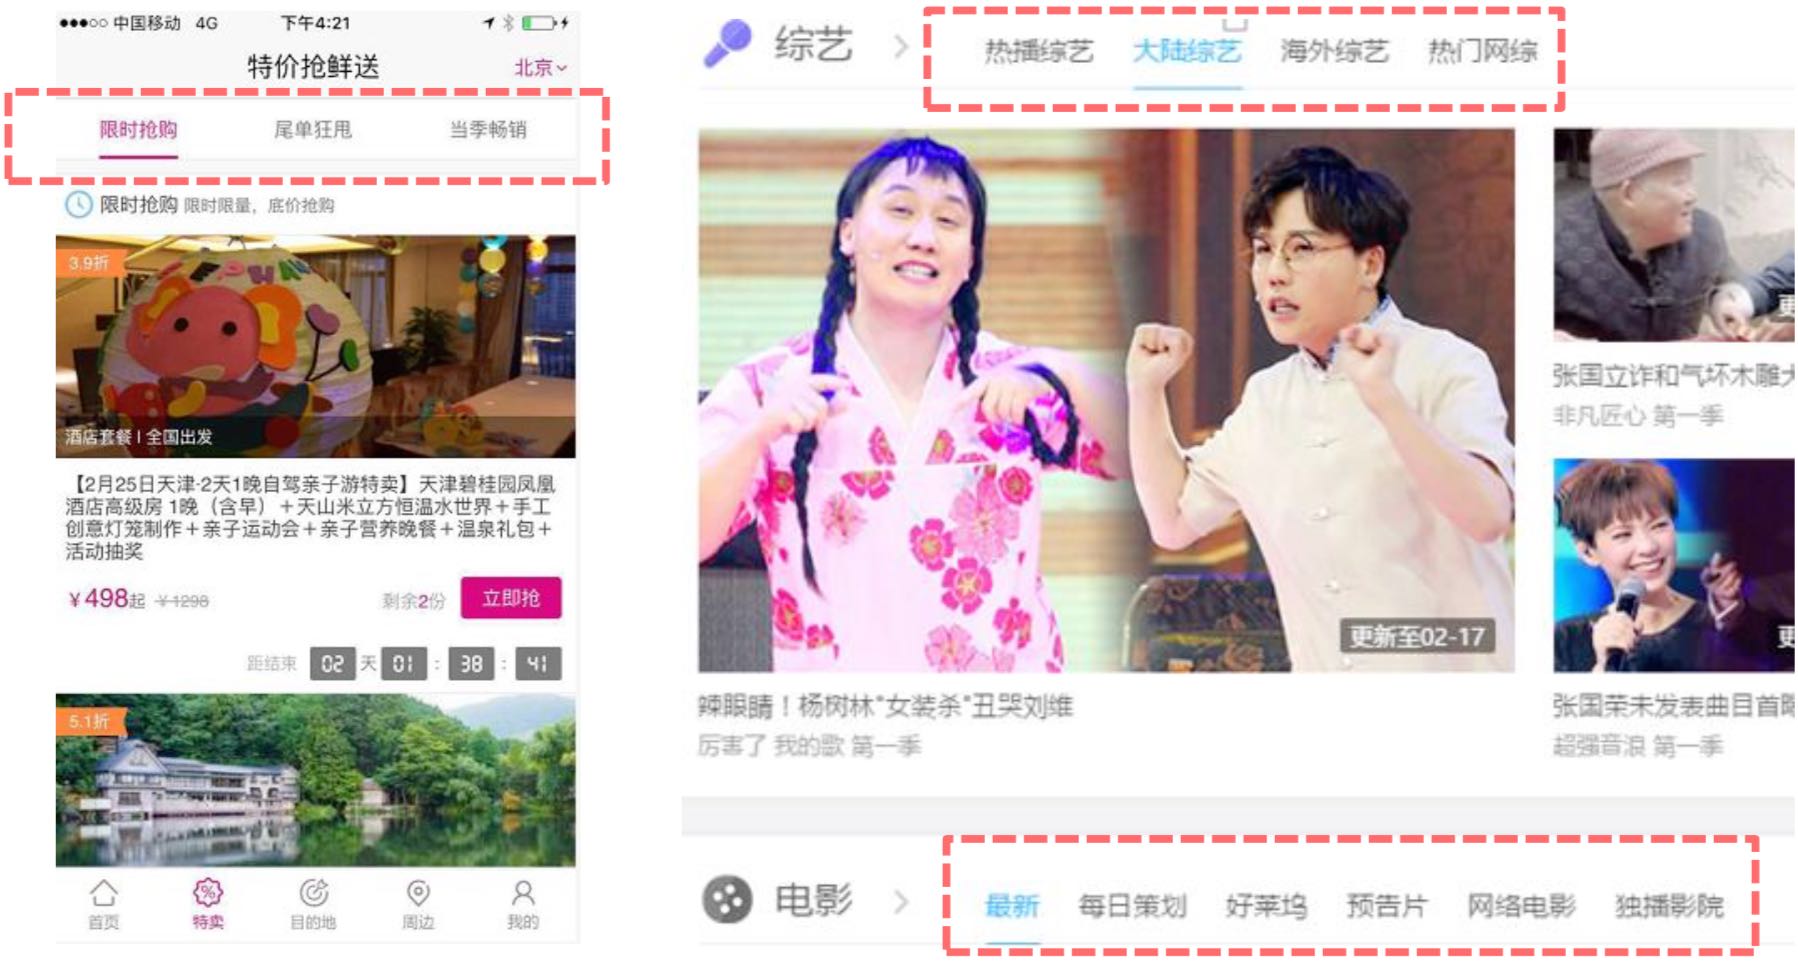 中国移动 4G 下午4:21
特价抢鲜送 北京
限时抢购 尾单狂甩 当季畅销
限时抢购 限时限量，底价抢购
3.9折
酒店套餐 | 全国出发
【2月25日天津-2天1晚自驾亲子游特卖】天津碧桂园凤凰
酒店高级房 1晚（含早）＋天山米立方恒温水世界＋手工
创意灯笼制作＋亲子运动会＋亲子营养晚餐＋温泉礼包＋
活动抽奖
¥498起 ¥1298 剩余2份 立即抢
距结束 02 天 01 : 38 : 41
5.1折
首页 特卖 目的地 周边 我的
综艺 热播综艺 大陆综艺 海外综艺 热门网综
更新至02-17
辣眼睛！杨树林"女装杀"丑哭刘维
厉害了 我的歌 第一季
更
张国立诈和气坏木雕
非凡匠心 第一季
更
张国荣未发表曲目首
超强音浪 第一季
电影 最新 每日策划 好莱坞 预告片 网络电影 独播影院